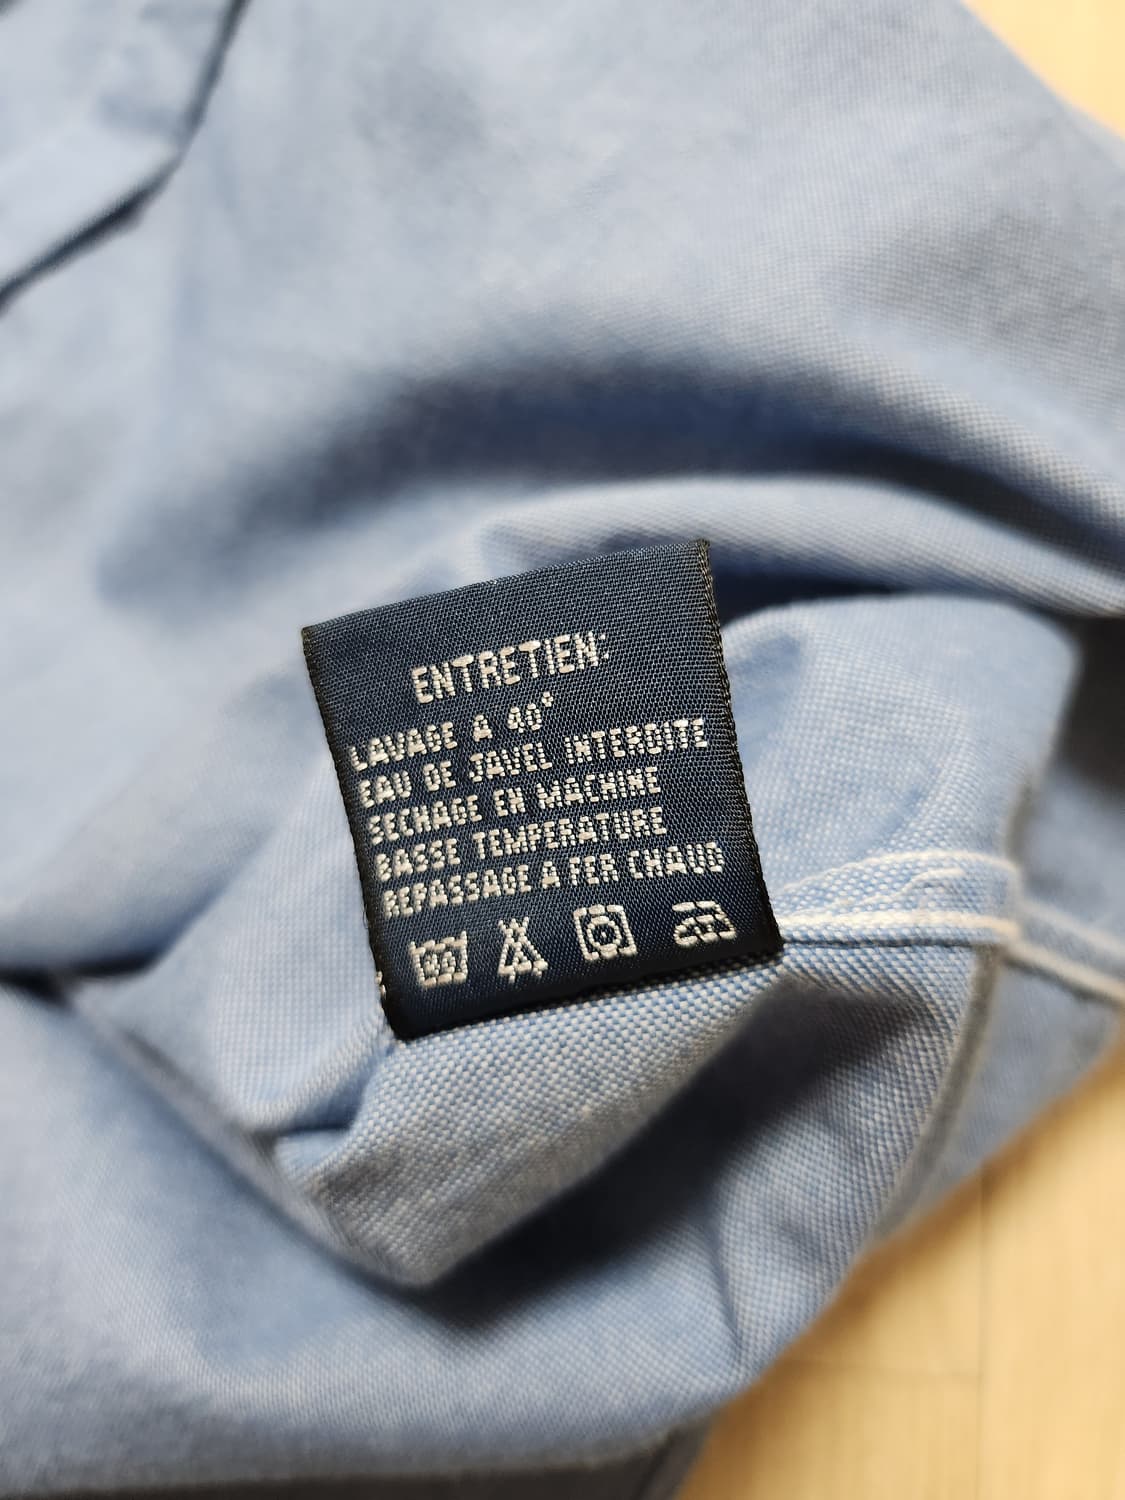 ENTRETIEN:
LAVAGE A 40°
EAU DE JAVEL INTERDITE
SECHAGE EN MACHINE
BASSE TEMPERATURE
REPASSAGE A FER CHAUD